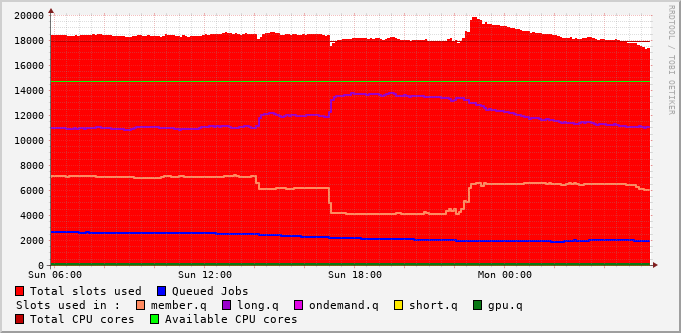 20000
18000
16000
14000
12000
10000
8000
6000
4000
2000
0
Sun 06:00 Sun 12:00 Sun 18:00 Mon 00:00
Total slots used Queued Jobs
Slots used in : member.q long.q ondemand.q short.q gpu.q
Total CPU cores Available CPU cores
RRDTOOL / TOBI OETIKER